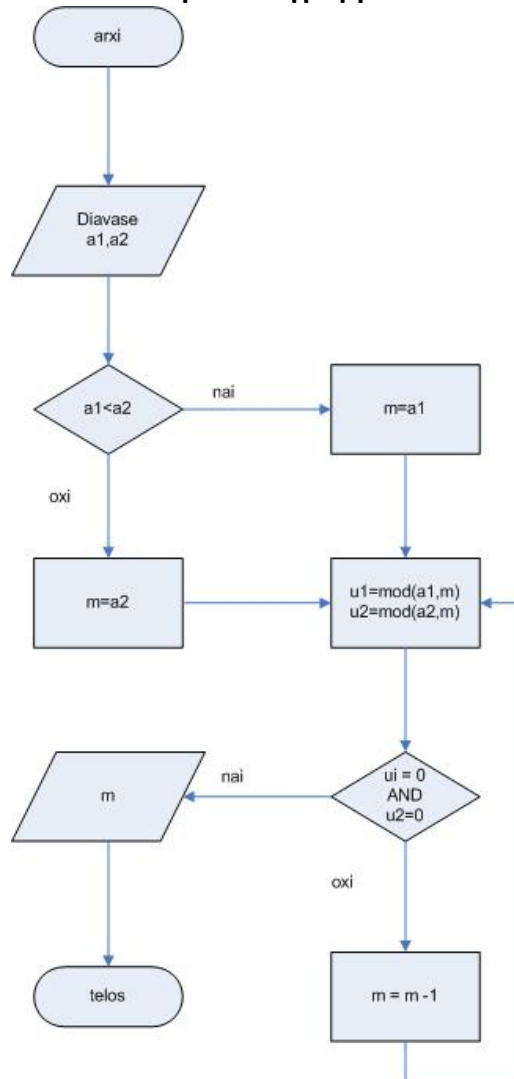 arxi
Diavase
a1,a2
a1<a2
nai
m=a1
oxi
m=a2
u1=mod(a1,m)
u2=mod(a2,m)
ui = 0
AND
u2=0
nai
m
oxi
m = m -1
telos